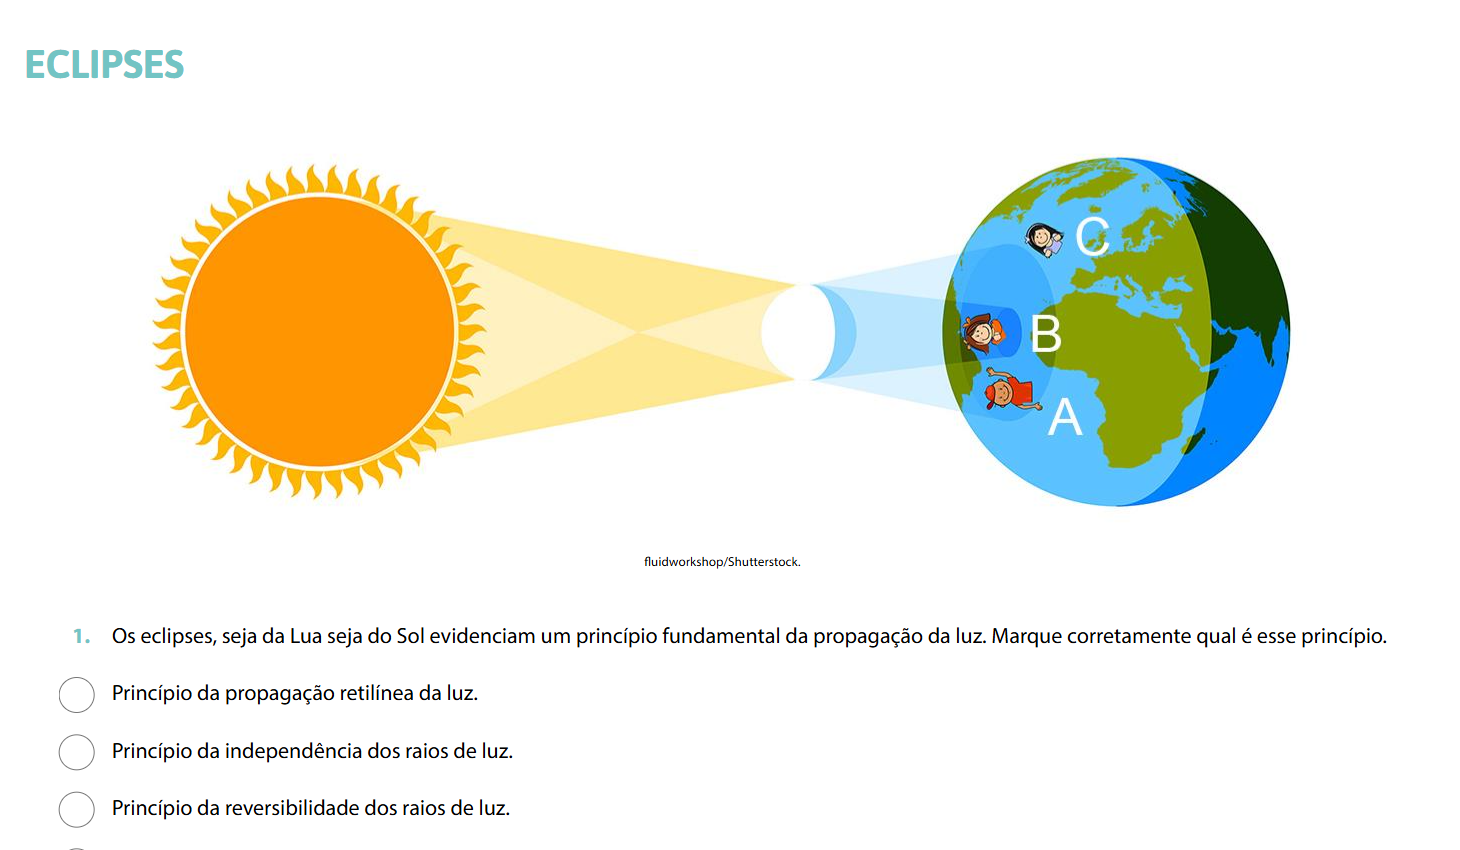 ECLIPSES
C
B
A
fluidworkshop/Shutterstock.
1. Os eclipses, seja da Lua seja do Sol evidenciam um princípio fundamental da propagação da luz. Marque corretamente qual é esse princípio.
Princípio da propagação retilínea da luz.
Princípio da independência dos raios de luz.
Princípio da reversibilidade dos raios de luz.